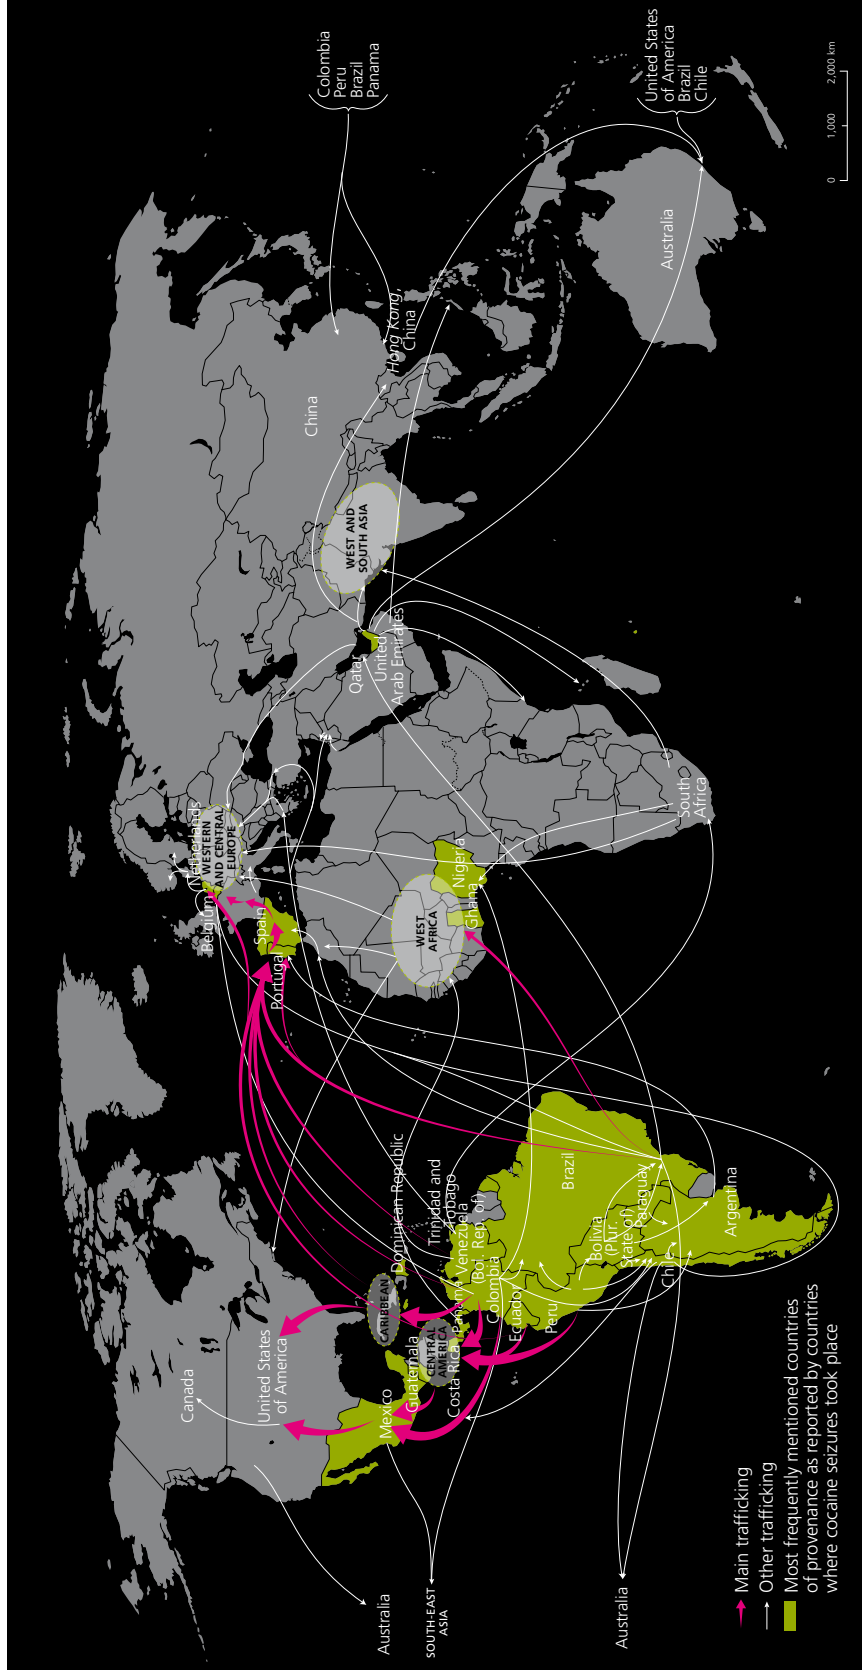 Canada
United States
of America
Australia
Mexico
Guatemala
Costa Rica
CENTRAL
AMERICA
CARIBBEAN
Panama
Dominican Republic
Trinidad and
Tobago
Venezuela
(Bol. Rep. of)
Colombia
Ecuador
Peru
Brazil
Bolivia
(Plur.
State of)
Paraguay
Chile
Argentina
SOUTH-EAST
ASIA
Australia
Belgium
Netherlands
WESTERN
AND CENTRAL
EUROPE
Spain
Portugal
WEST
AFRICA
Ghana
Nigeria
South
Africa
Qatar
United
Arab Emirates
WEST AND
SOUTH ASIA
China
Hong Kong,
China
Australia
Colombia
Peru
Brazil
Panama
United States
of America
Brazil
Chile
Main trafficking
Other trafficking
Most frequently mentioned countries
of provenance as reported by countries
where cocaine seizures took place
0 1,000 2,000 km